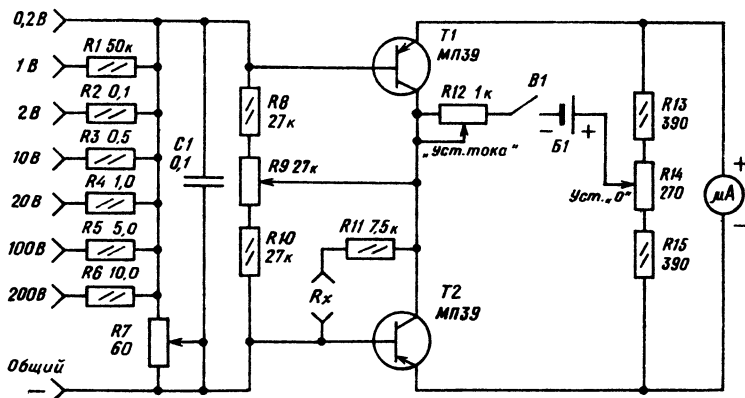 0,2В
1 В
R1 50к
2В
R2 0,1
10В
R3 0,5
20В
R4 1,0
100В
R5 5,0
200В
R6 10,0
R7
60
Общий
—
C1
0,1
R8
27к
R9 27к
R10
27к
R11 7,5к
Rx
T1
МП39
T2
МП39
R12 1к
„Уст.тока"
В1
− +
Б1
Уст.„0"
R13
390
R14
270
R15
390
+
μA
−